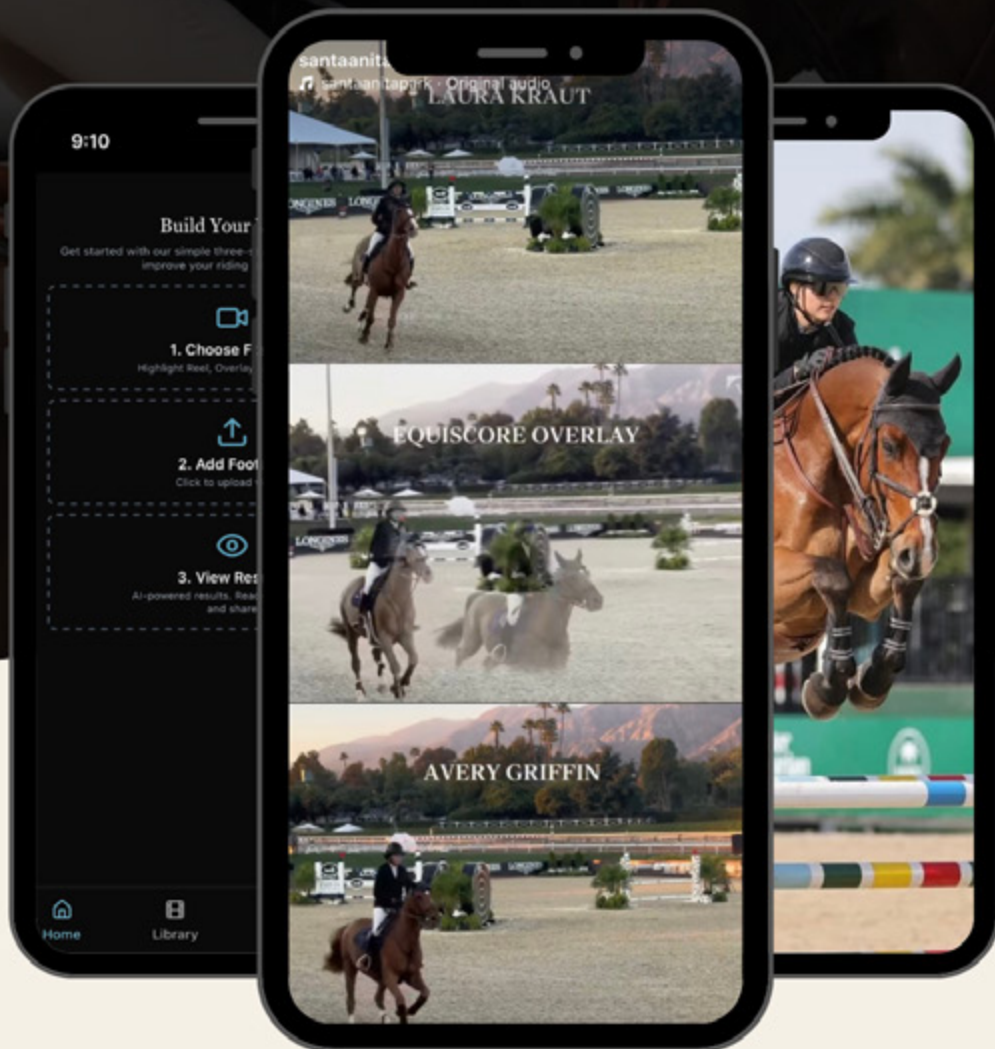 9:10
Build Your
Get started with our simple three-s
improve your riding
1. Choose F
Highlight Reel, Overlay
2. Add Foot
Click to upload
3. View Res
AI-powered results. Read
and share
Home
Library
santaanita
santaanitapark · Original audio
LAURA KRAUT
LONGINES
EQUISCORE OVERLAY
LONGINES
AVERY GRIFFIN